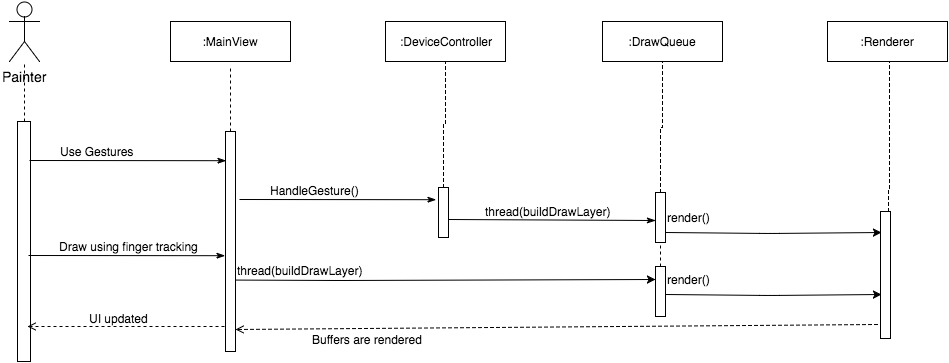 Painter
:MainView
:DeviceController
:DrawQueue
:Renderer
Use Gestures
HandleGesture()
thread(buildDrawLayer)
render()
Draw using finger tracking
thread(buildDrawLayer)
render()
UI updated
Buffers are rendered